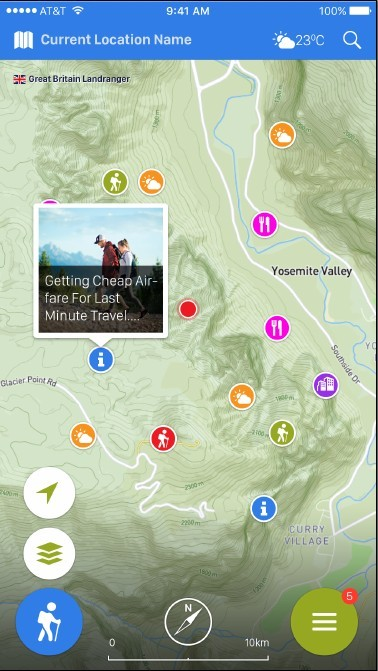 AT&T 9:41 AM 100%
Current Location Name 23°C
Great Britain Landranger
Yosemite Valley
Getting Cheap Air-
fare For Last
Minute Travel....
Southside Dr
Glacier Point Rd
CURRY
VILLAGE
5
N
0 10km